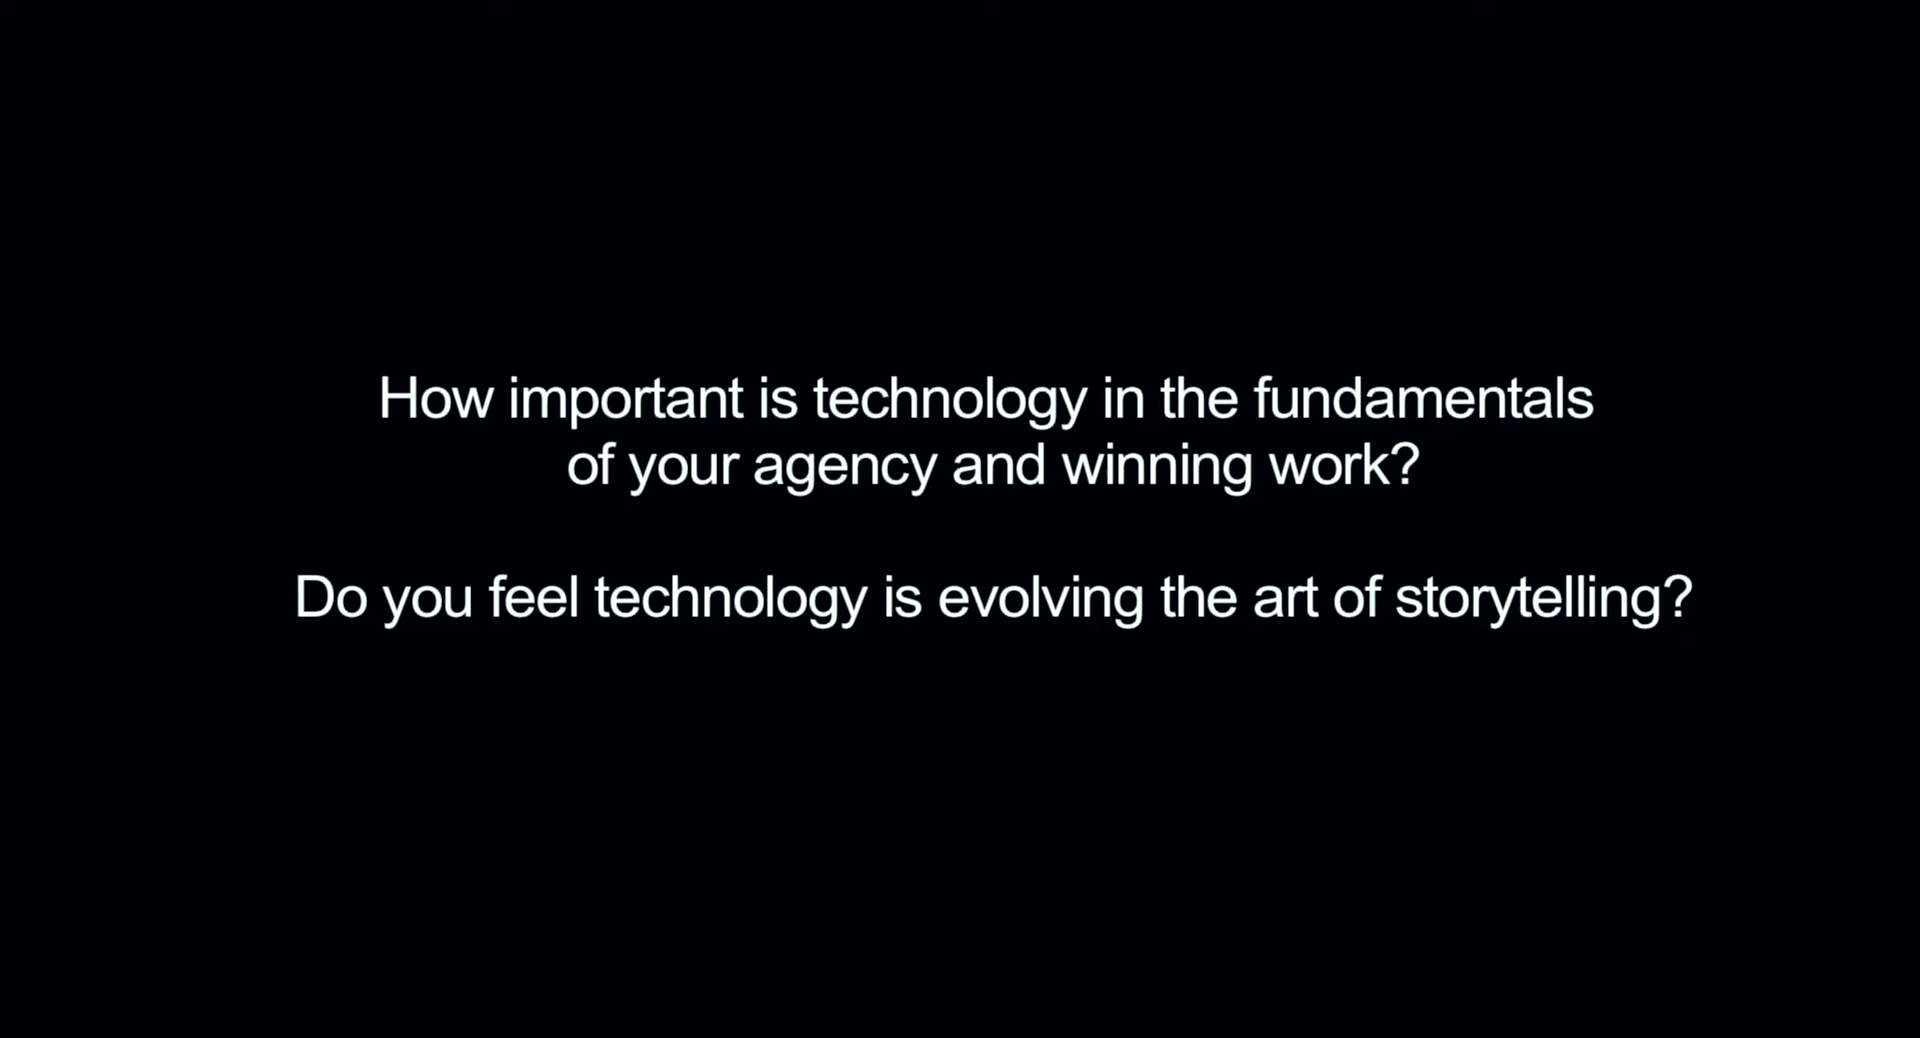 How important is technology in the fundamentals
of your agency and winning work?
Do you feel technology is evolving the art of storytelling?